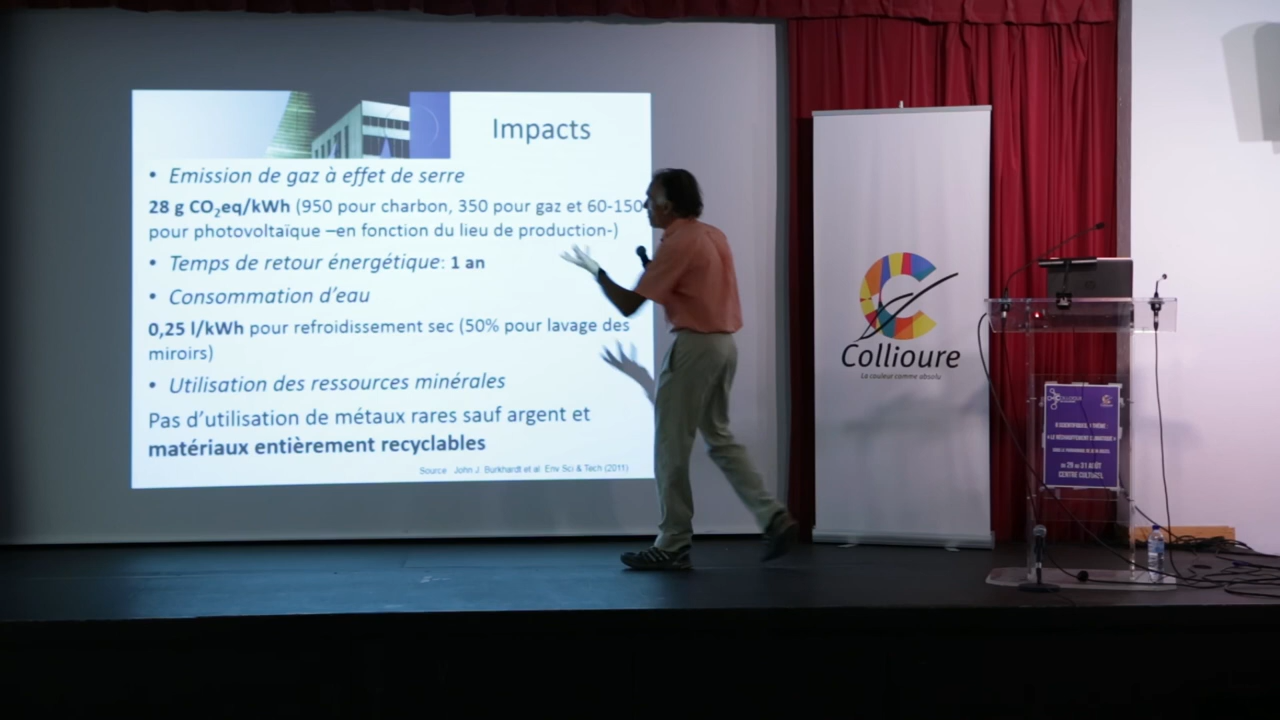 Impacts
• Emission de gaz à effet de serre
28 g CO₂eq/kWh (950 pour charbon, 350 pour gaz et 60-150
pour photovoltaïque –en fonction du lieu de production-)
• Temps de retour énergétique: 1 an
• Consommation d'eau
0,25 l/kWh pour refroidissement sec (50% pour lavage des
miroirs)
• Utilisation des ressources minérales
Pas d'utilisation de métaux rares sauf argent et
matériaux entièrement recyclables
Source : John J. Burkhardt et al. Env Sci & Tech (2011)
Collioure
La couleur comme absolu
CENTRE CULTUREL